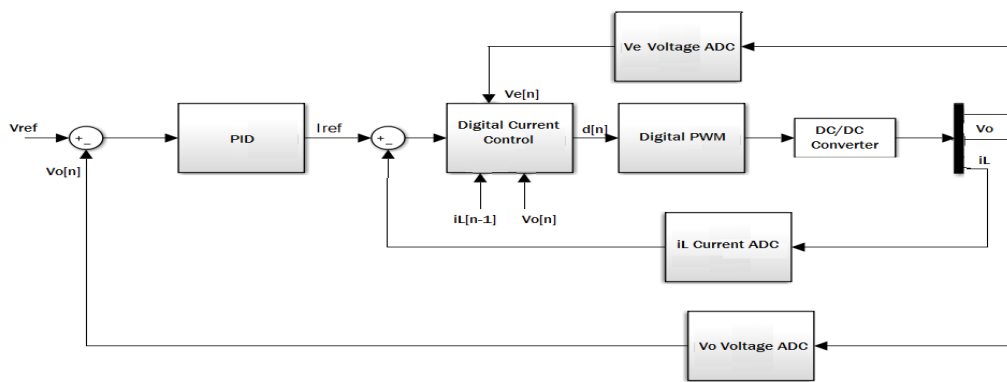 Ve Voltage ADC
Ve[n]
Vref
+
−
Vo[n]
PID
Iref
+
−
Digital Current
Control
d[n]
Digital PWM
DC/DC
Converter
Vo
iL
iL[n-1]
Vo[n]
iL Current ADC
Vo Voltage ADC